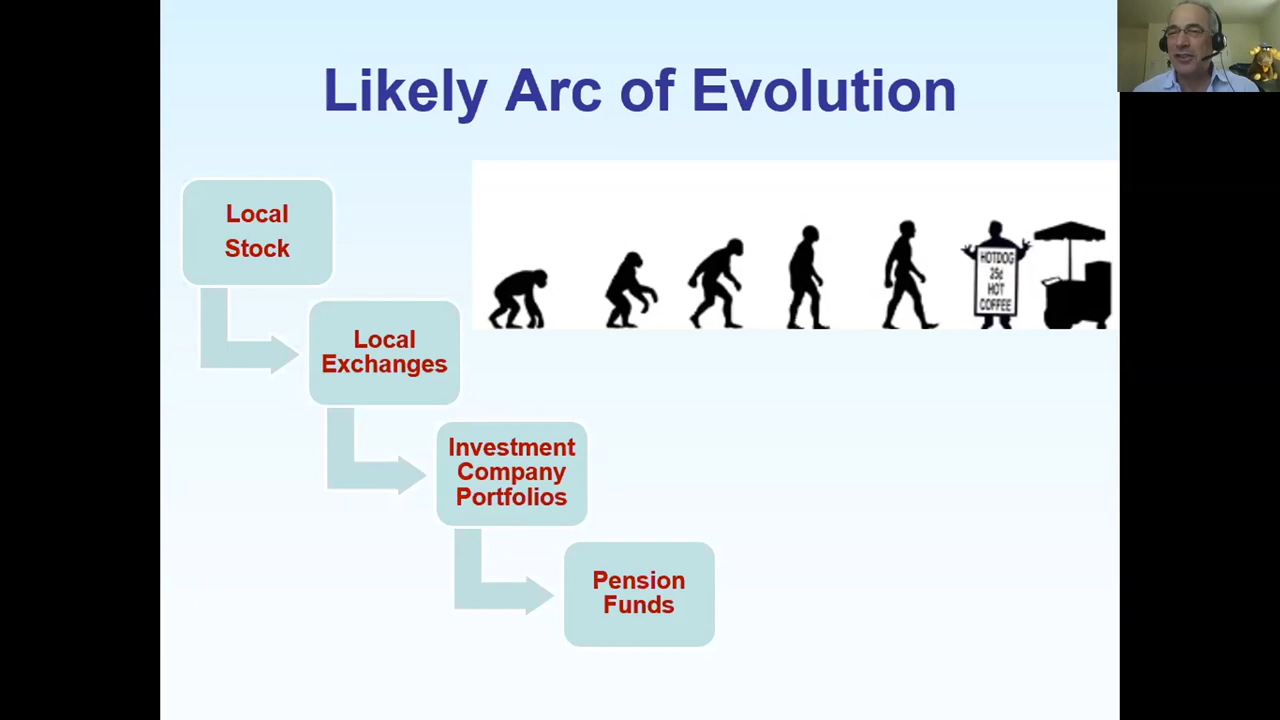 Likely Arc of Evolution
Local
Stock
Local
Exchanges
Investment
Company
Portfolios
Pension
Funds
HOTDOG
25¢
HOT
COFFEE